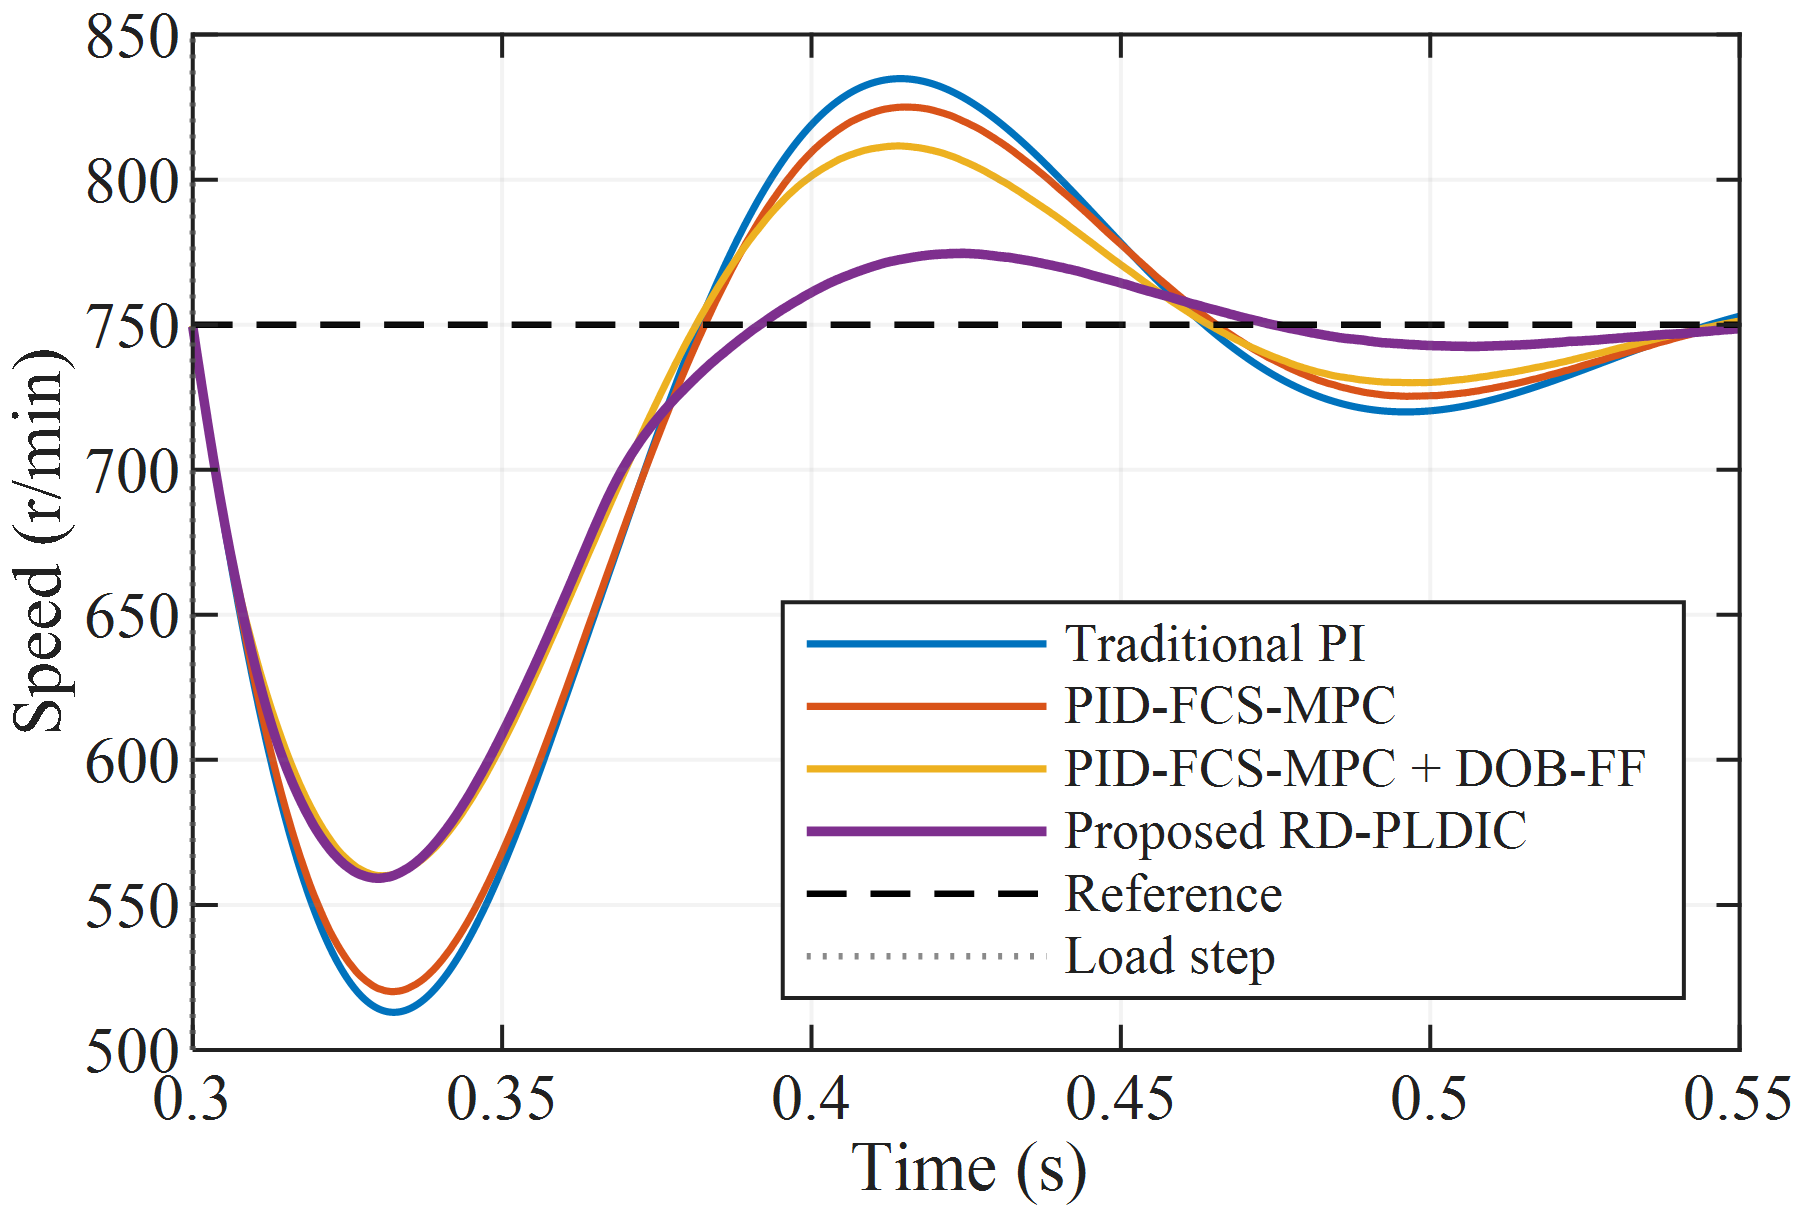 850
800
750
700
650
600
550
500
Speed (r/min)
0.3 0.35 0.4 0.45 0.5 0.55
Time (s)
Traditional PI
PID-FCS-MPC
PID-FCS-MPC + DOB-FF
Proposed RD-PLDIC
Reference
Load step